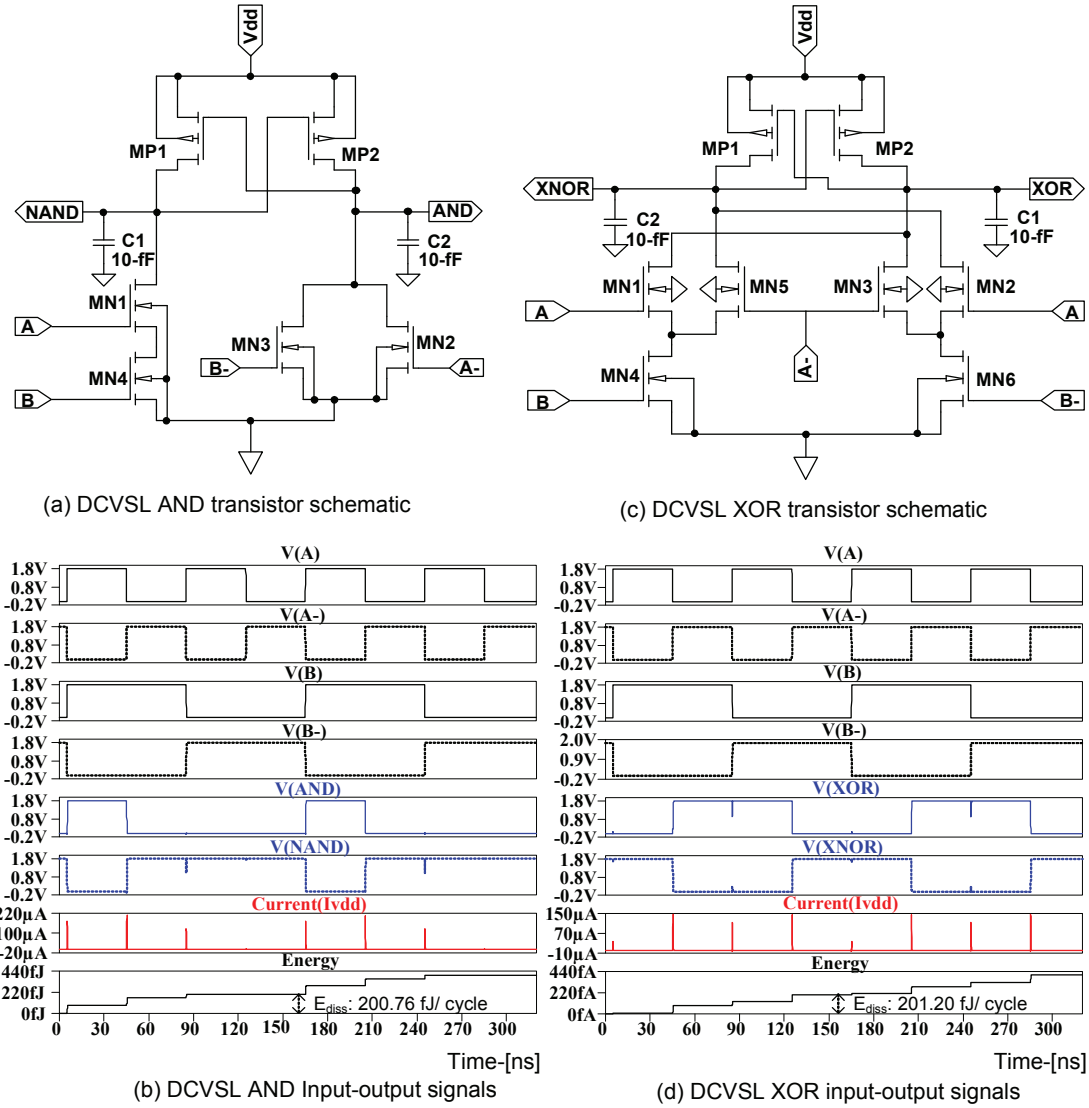 Vdd
MP1
MP2
NAND
AND
C1
10-fF
C2
10-fF
MN1
A
MN3
MN2
B-
A-
MN4
B
(a) DCVSL AND transistor schematic
Vdd
MP1
MP2
XNOR
XOR
C2
10-fF
C1
10-fF
MN1
MN5
MN3
MN2
A
A
A-
MN4
MN6
B
B-
(c) DCVSL XOR transistor schematic
V(A)
1.8V
0.8V
-0.2V
V(A-)
1.8V
0.8V
-0.2V
V(B)
1.8V
0.8V
-0.2V
V(B-)
1.8V
0.8V
-0.2V
V(AND)
1.8V
0.8V
-0.2V
V(NAND)
1.8V
0.8V
-0.2V
Current(Ivdd)
220µA
100µA
-20µA
Energy
440fJ
220fJ
0fJ
Ediss: 200.76 fJ/ cycle
0 30 60 90 120 150 180 210 240 270 300
Time-[ns]
(b) DCVSL AND Input-output signals
V(A)
1.8V
0.8V
-0.2V
V(A-)
1.8V
0.8V
-0.2V
V(B)
1.8V
0.8V
-0.2V
V(B-)
2.0V
0.9V
-0.2V
V(XOR)
1.8V
0.8V
-0.2V
V(XNOR)
1.8V
0.8V
-0.2V
Current(Ivdd)
150µA
70µA
-10µA
Energy
440fA
220fA
0fA
Ediss: 201.20 fJ/ cycle
0 30 60 90 120 150 180 210 240 270 300
Time-[ns]
(d) DCVSL XOR input-output signals